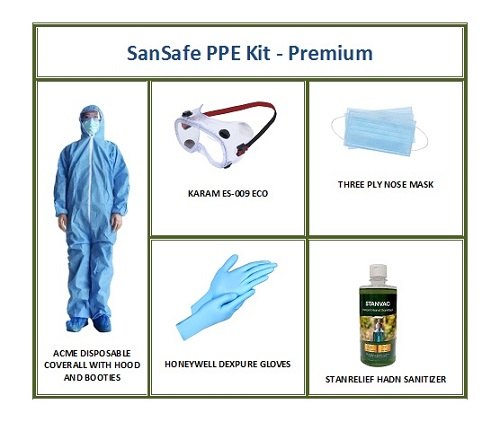 SanSafe PPE Kit - Premium
KARAM ES-009 ECO
THREE PLY NOSE MASK
ACME DISPOSABLE
COVERALL WITH HOOD
AND BOOTIES
HONEYWELL DEXPURE GLOVES
STANVAC
STANRELIEF HADN SANITIZER